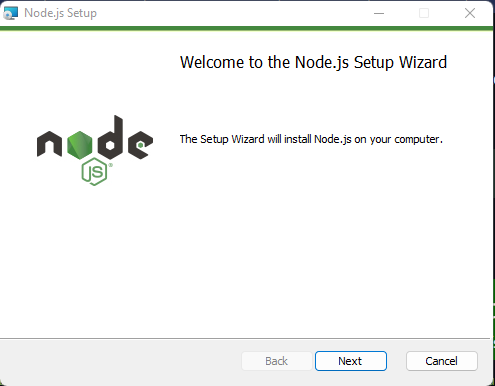 Node.js Setup
Welcome to the Node.js Setup Wizard
The Setup Wizard will install Node.js on your computer.
node
JS®
Back
Next
Cancel